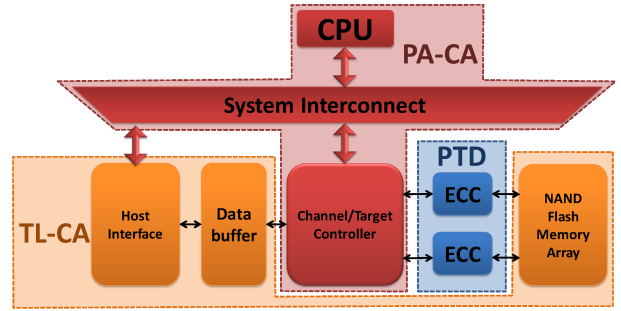 CPU
PA-CA
System Interconnect
PTD
TL-CA
Host
Interface
Data
buffer
Channel/Target
Controller
ECC
ECC
NAND
Flash
Memory
Array